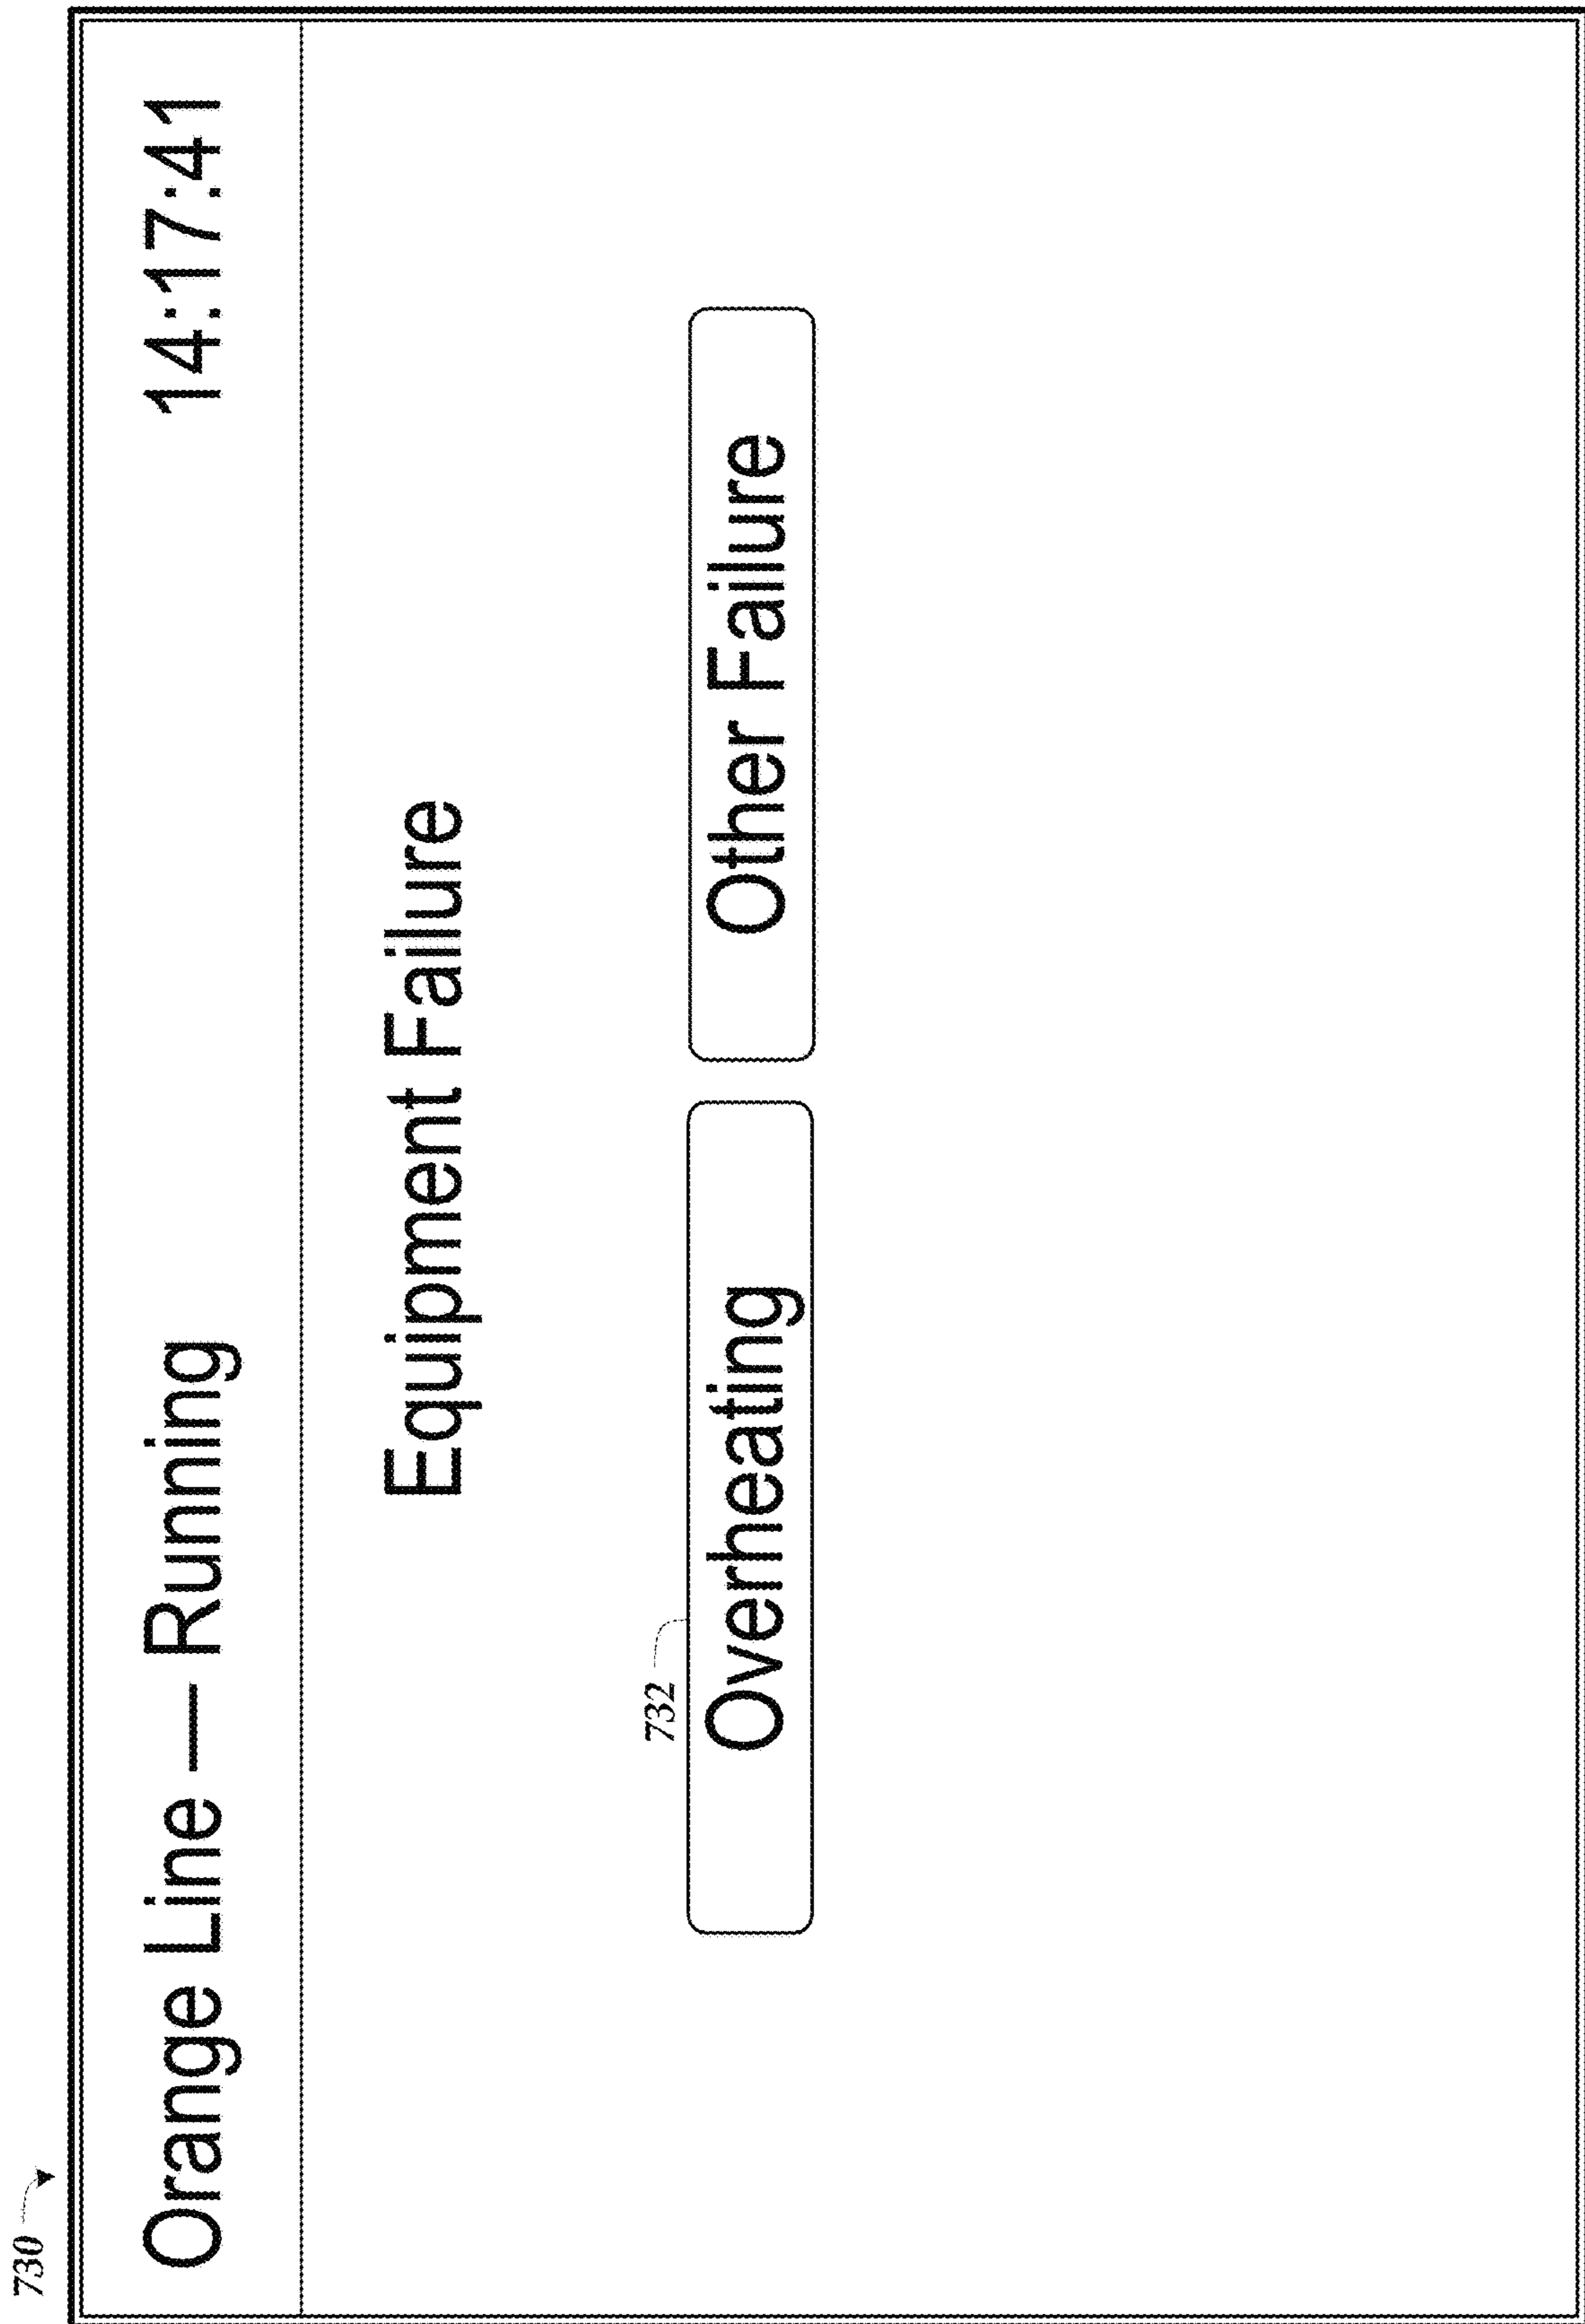 730
Orange Line — Running 14:17:41
Equipment Failure
732
Overheating Other Failure